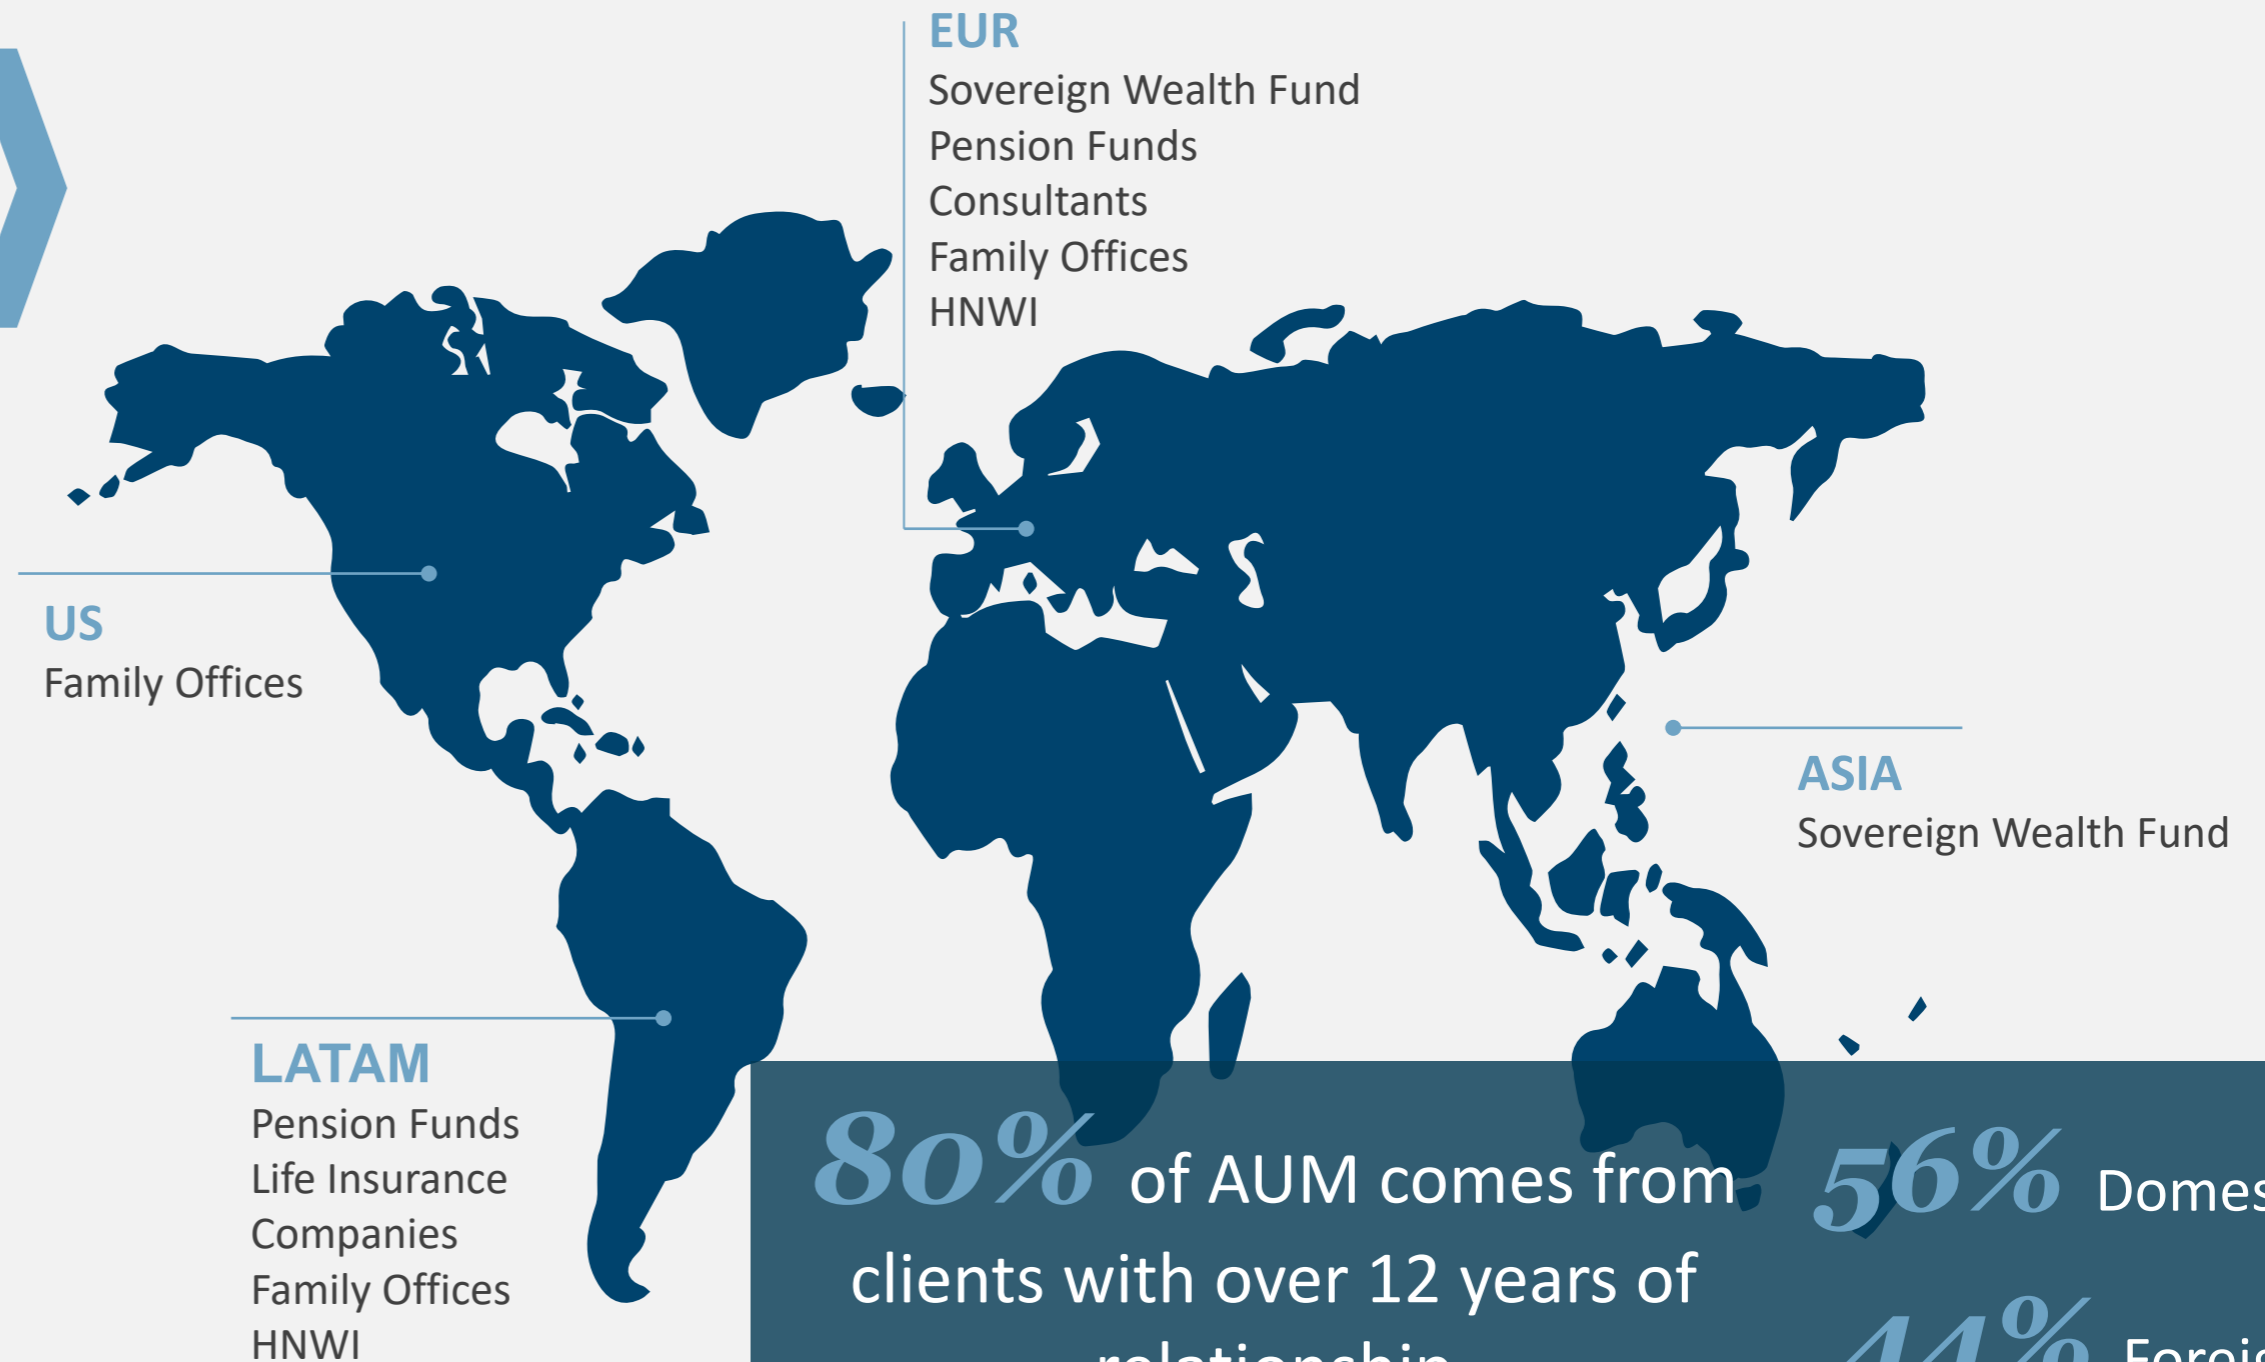 EUR
Sovereign Wealth Fund
Pension Funds
Consultants
Family Offices
HNWI
US
Family Offices
ASIA
Sovereign Wealth Fund
LATAM
Pension Funds
Life Insurance
Companies
Family Offices
HNWI
80% of AUM comes from
clients with over 12 years of
relationship
56%
44%